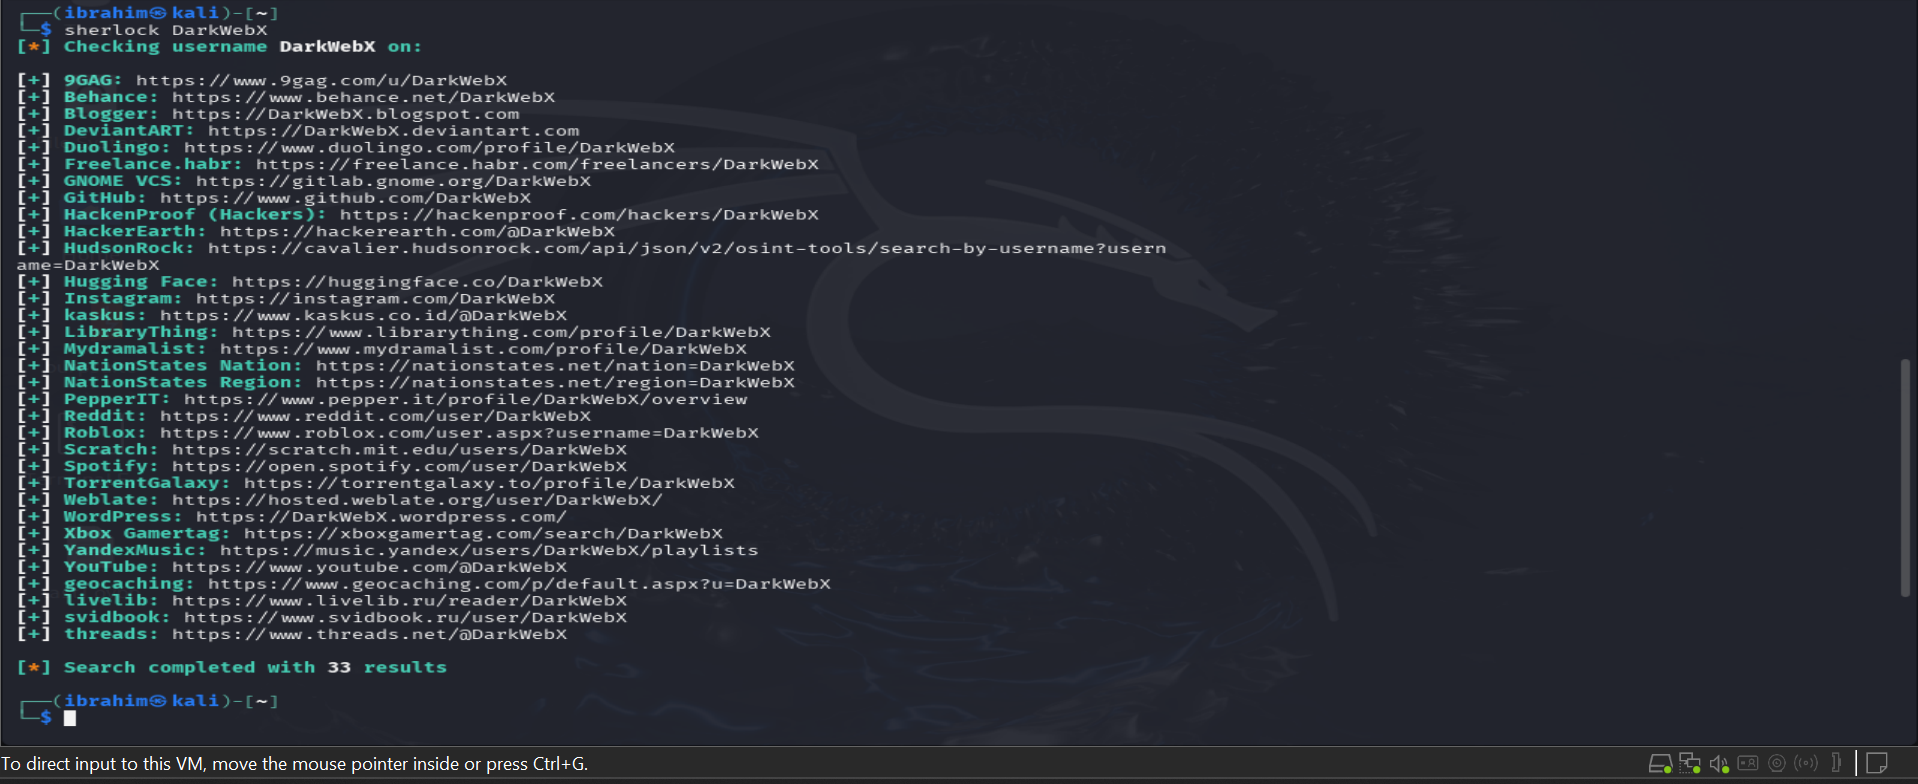 (ibrahim㉿kali)-[~]
$ sherlock DarkWebX
[*] Checking username DarkWebX on:
[+] 9GAG: https://www.9gag.com/u/DarkWebX
[+] Behance: https://www.behance.net/DarkWebX
[+] Blogger: https://DarkWebX.blogspot.com
[+] DeviantART: https://DarkWebX.deviantart.com
[+] Duolingo: https://www.duolingo.com/profile/DarkWebX
[+] Freelance.habr: https://freelance.habr.com/freelancers/DarkWebX
[+] GNOME VCS: https://gitlab.gnome.org/DarkWebX
[+] GitHub: https://www.github.com/DarkWebX
[+] HackenProof (Hackers): https://hackenproof.com/hackers/DarkWebX
[+] HackerEarth: https://hackerearth.com/@DarkWebX
[+] HudsonRock: https://cavalier.hudsonrock.com/api/json/v2/osint-tools/search-by-username?usern
ame=DarkWebX
[+] Hugging Face: https://huggingface.co/DarkWebX
[+] Instagram: https://instagram.com/DarkWebX
[+] kaskus: https://www.kaskus.co.id/@DarkWebX
[+] LibraryThing: https://www.librarything.com/profile/DarkWebX
[+] Mydramalist: https://www.mydramalist.com/profile/DarkWebX
[+] NationStates Nation: https://nationstates.net/nation=DarkWebX
[+] NationStates Region: https://nationstates.net/region=DarkWebX
[+] PepperIT: https://www.pepper.it/profile/DarkWebX/overview
[+] Reddit: https://www.reddit.com/user/DarkWebX
[+] Roblox: https://www.roblox.com/user.aspx?username=DarkWebX
[+] Scratch: https://scratch.mit.edu/users/DarkWebX
[+] Spotify: https://open.spotify.com/user/DarkWebX
[+] TorrentGalaxy: https://torrentgalaxy.to/profile/DarkWebX
[+] Weblate: https://hosted.weblate.org/user/DarkWebX/
[+] WordPress: https://DarkWebX.wordpress.com/
[+] Xbox Gamertag: https://xboxgamertag.com/search/DarkWebX
[+] YandexMusic: https://music.yandex/users/DarkWebX/playlists
[+] YouTube: https://www.youtube.com/@DarkWebX
[+] geocaching: https://www.geocaching.com/p/default.aspx?u=DarkWebX
[+] livelib: https://www.livelib.ru/reader/DarkWebX
[+] svidbook: https://www.svidbook.ru/user/DarkWebX
[+] threads: https://www.threads.net/@DarkWebX
[*] Search completed with 33 results
(ibrahim㉿kali)-[~]
$
To direct input to this VM, move the mouse pointer inside or press Ctrl+G.